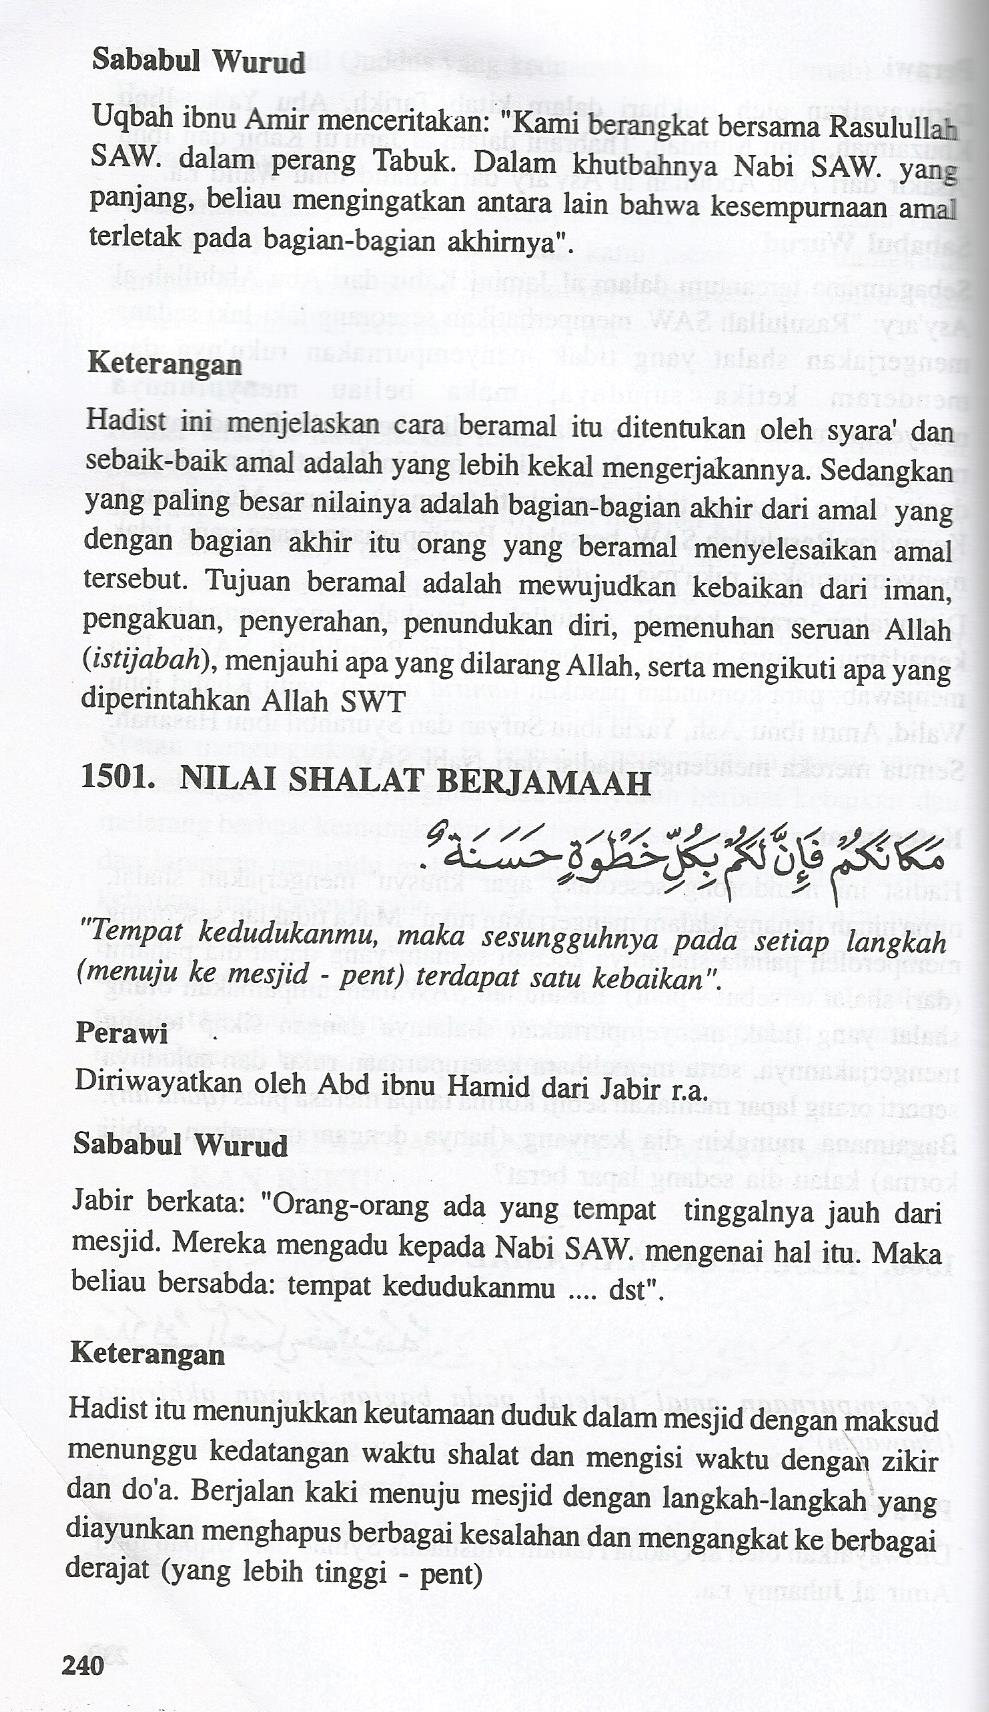 Sababul Wurud
Uqbah ibnu Amir menceritakan: "Kami berangkat bersama Rasulullah
SAW. dalam perang Tabuk. Dalam khutbahnya Nabi SAW. yang
panjang, beliau mengingatkan antara lain bahwa kesempurnaan amal
terletak pada bagian-bagian akhirnya".
Keterangan
Hadist ini menjelaskan cara beramal itu ditentukan oleh syara' dan
sebaik-baik amal adalah yang lebih kekal mengerjakannya. Sedangkan
yang paling besar nilainya adalah bagian-bagian akhir dari amal yang
dengan bagian akhir itu orang yang beramal menyelesaikan amal
tersebut. Tujuan beramal adalah mewujudkan kebaikan dari iman,
pengakuan, penyerahan, penundukan diri, pemenuhan seruan Allah
(istijabah), menjauhi apa yang dilarang Allah, serta mengikuti apa yang
diperintahkan Allah SWT
1501. NILAI SHALAT BERJAMAAH
مَكَانَكُمْ فَإِنَّ لَكُمْ بِكُلِّ خَطْوَةٍ حَسَنَةٌ.
"Tempat kedudukanmu, maka sesungguhnya pada setiap langkah
(menuju ke mesjid - pent) terdapat satu kebaikan".
Perawi
Diriwayatkan oleh Abd ibnu Hamid dari Jabir r.a.
Sababul Wurud
Jabir berkata: "Orang-orang ada yang tempat tinggalnya jauh dari
mesjid. Mereka mengadu kepada Nabi SAW. mengenai hal itu. Maka
beliau bersabda: tempat kedudukanmu .... dst".
Keterangan
Hadist itu menunjukkan keutamaan duduk dalam mesjid dengan maksud
menunggu kedatangan waktu shalat dan mengisi waktu dengan zikir
dan do'a. Berjalan kaki menuju mesjid dengan langkah-langkah yang
diayunkan menghapus berbagai kesalahan dan mengangkat ke berbagai
derajat (yang lebih tinggi - pent)
240